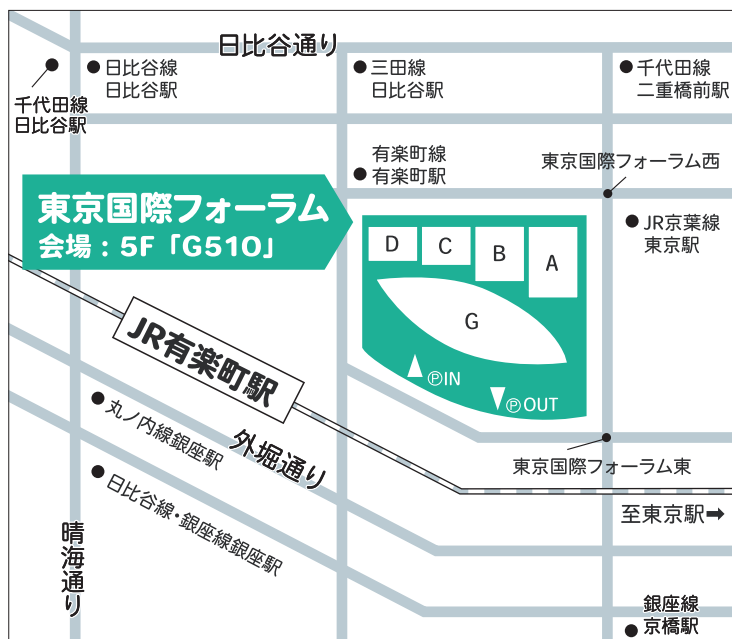 日比谷通り
日比谷線
日比谷駅
三田線
日比谷駅
千代田線
二重橋前駅
千代田線
日比谷駅
有楽町線
有楽町駅
東京国際フォーラム西
東京国際フォーラム
会場：5F「G510」
JR京葉線
東京駅
D
C
B
A
G
JR有楽町駅
ⓅIN
ⓅOUT
丸ノ内線銀座駅
外堀通り
東京国際フォーラム東
日比谷線・銀座線銀座駅
至東京駅➡
晴海通り
銀座線
京橋駅